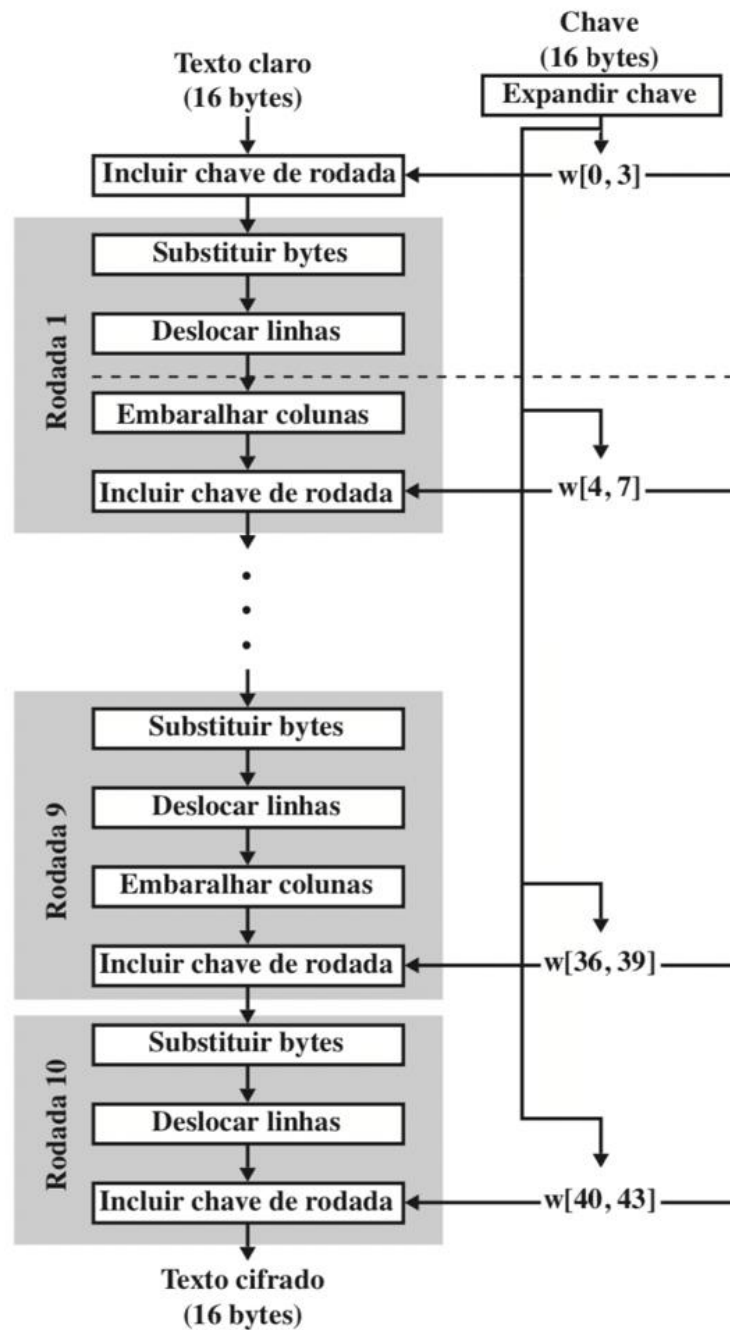 Chave
(16 bytes)
Texto claro
(16 bytes)
Expandir chave
Incluir chave de rodada
w[0, 3]
Rodada 1
Substituir bytes
Deslocar linhas
Embaralhar colunas
Incluir chave de rodada
w[4, 7]
Rodada 9
Substituir bytes
Deslocar linhas
Embaralhar colunas
Incluir chave de rodada
w[36, 39]
Rodada 10
Substituir bytes
Deslocar linhas
Incluir chave de rodada
w[40, 43]
Texto cifrado
(16 bytes)